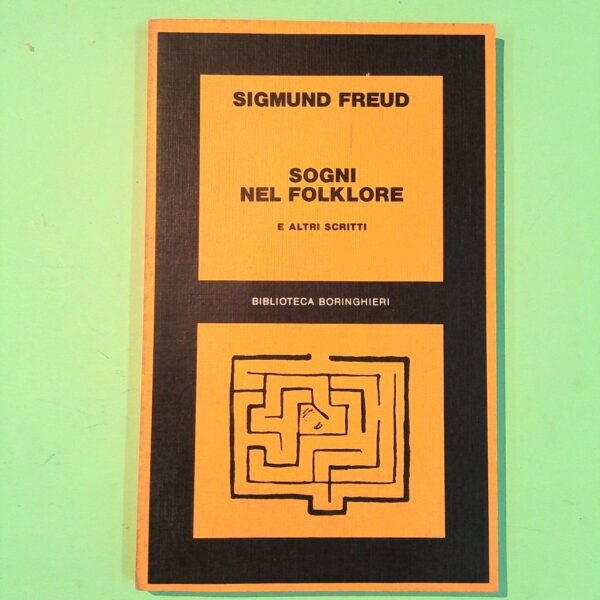 SIGMUND FREUD
SOGNI
NEL FOLKLORE
E ALTRI SCRITTI
BIBLIOTECA BORINGHIERI